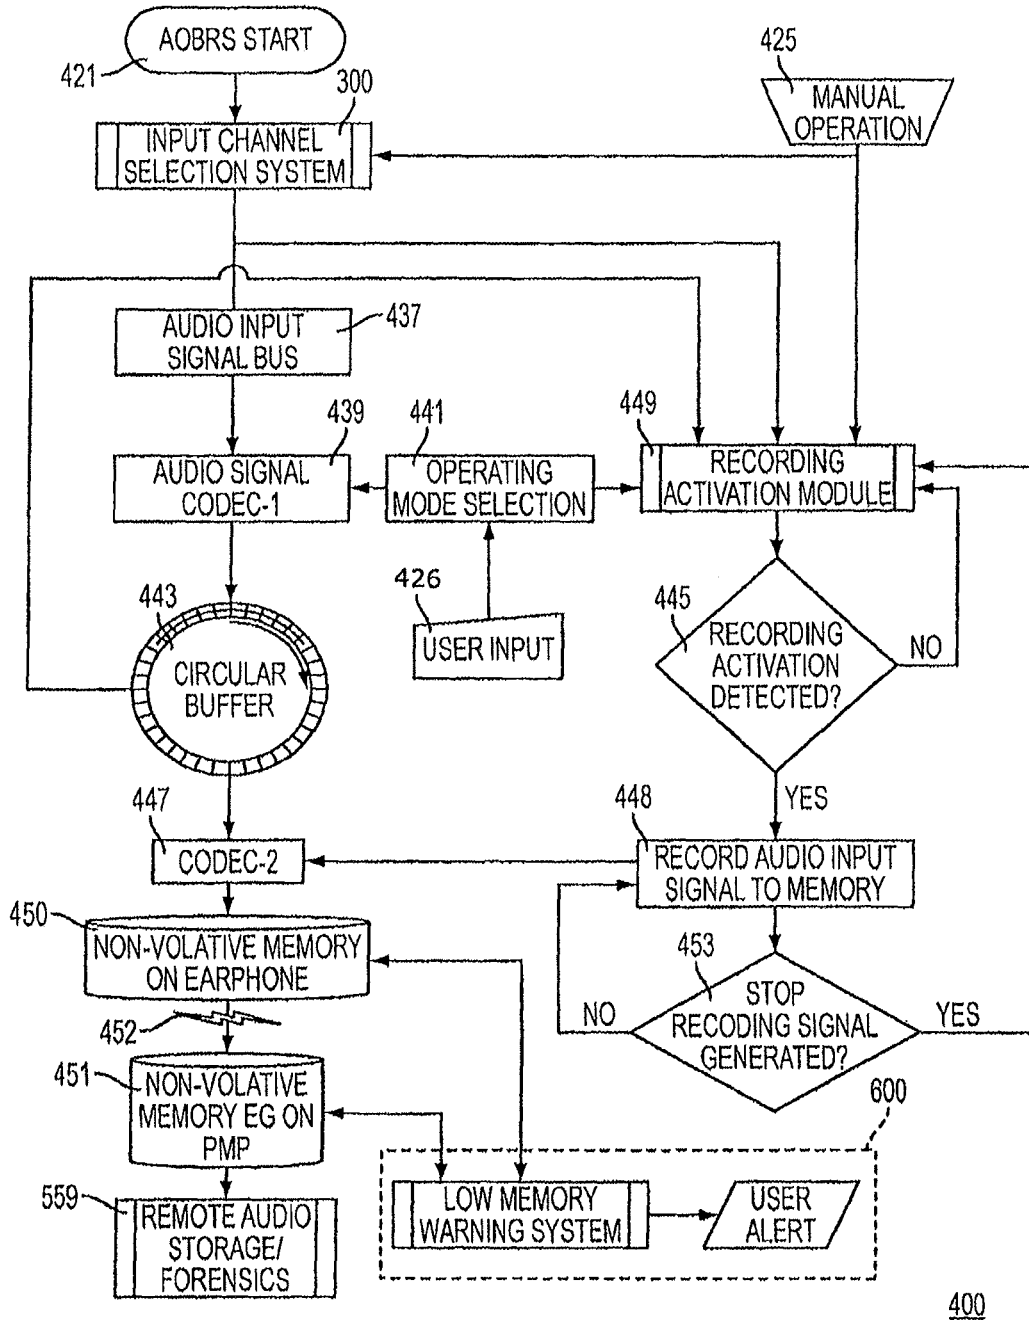 AOBRS START
421
425
MANUAL
OPERATION
300
INPUT CHANNEL
SELECTION SYSTEM
AUDIO INPUT
SIGNAL BUS
437
439
441
449
AUDIO SIGNAL
CODEC-1
OPERATING
MODE SELECTION
RECORDING
ACTIVATION MODULE
426
USER INPUT
443
CIRCULAR
BUFFER
445
RECORDING
ACTIVATION
DETECTED?
NO
YES
447
CODEC-2
448
RECORD AUDIO INPUT
SIGNAL TO MEMORY
450
NON-VOLATIVE MEMORY
ON EARPHONE
453
STOP
RECODING SIGNAL
GENERATED?
NO
YES
452
451
NON-VOLATIVE
MEMORY EG ON
PMP
600
LOW MEMORY
WARNING SYSTEM
USER
ALERT
559
REMOTE AUDIO
STORAGE/
FORENSICS
400